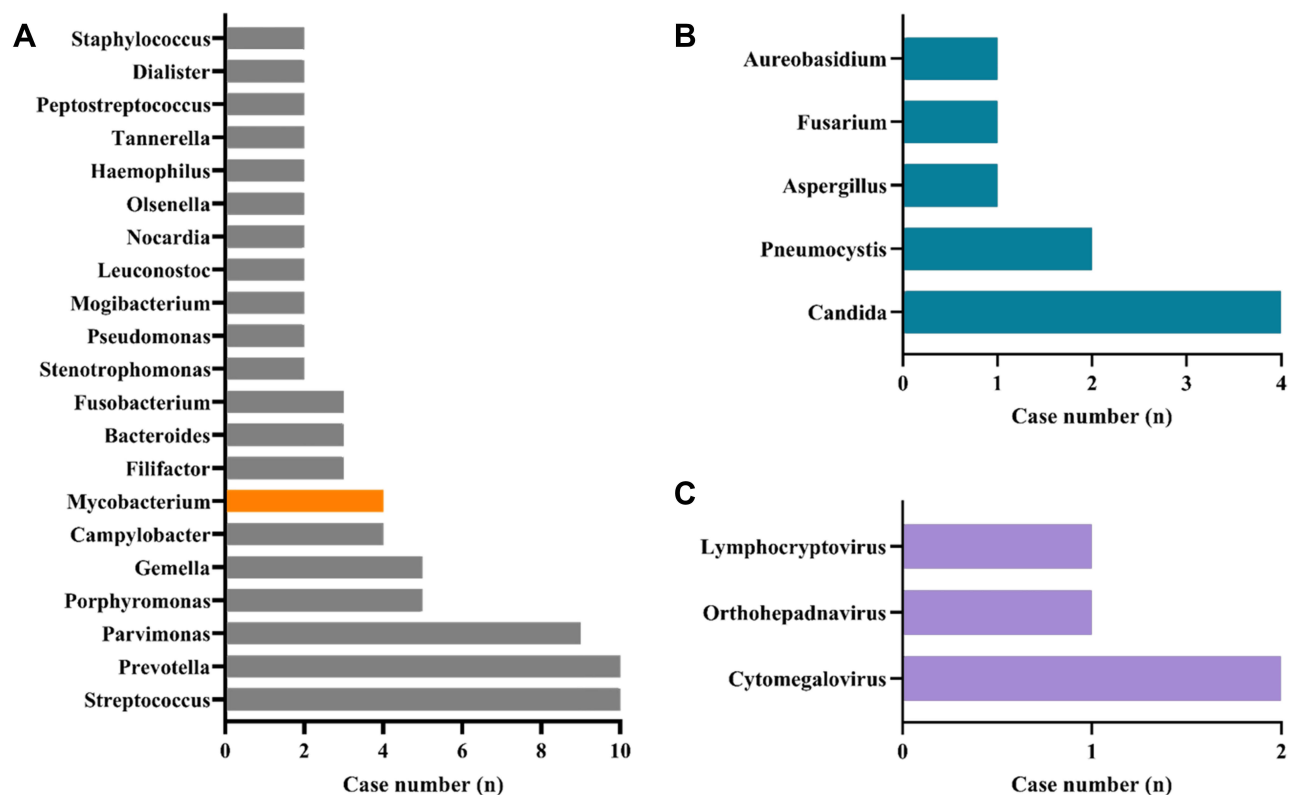 A
Staphylococcus
Dialister
Peptostreptococcus
Tannerella
Haemophilus
Olsenella
Nocardia
Leuconostoc
Mogibacterium
Pseudomonas
Stenotrophomonas
Fusobacterium
Bacteroides
Filifactor
Mycobacterium
Campylobacter
Gemella
Porphyromonas
Parvimonas
Prevotella
Streptococcus
0 2 4 6 8 10
Case number (n)
B
Aureobasidium
Fusarium
Aspergillus
Pneumocystis
Candida
0 1 2 3 4
Case number (n)
C
Lymphocryptovirus
Orthohepadnavirus
Cytomegalovirus
0 1 2
Case number (n)